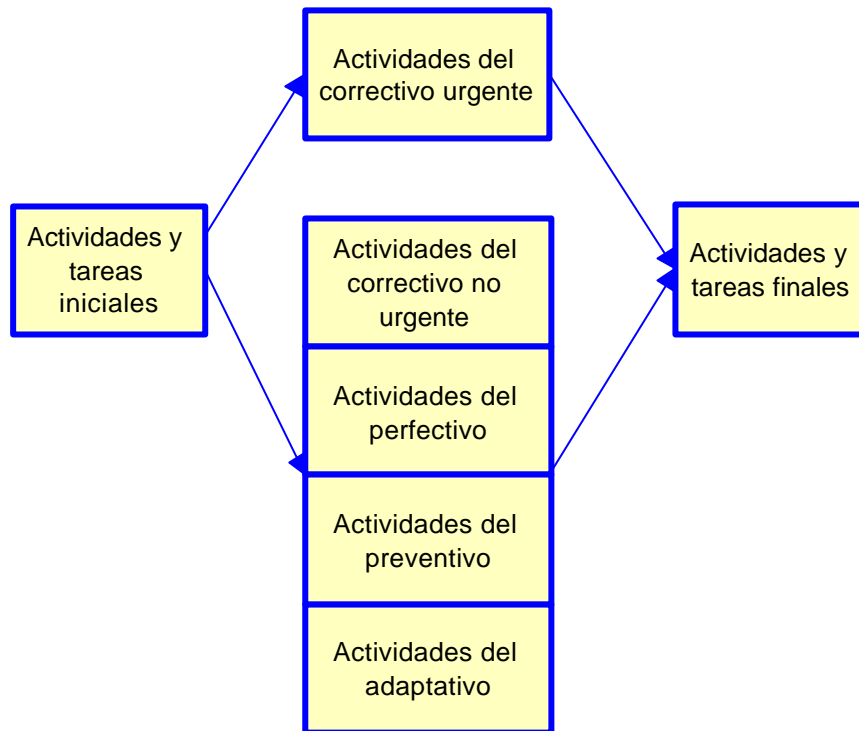 Actividades del
correctivo urgente
Actividades y
tareas
iniciales
Actividades del
correctivo no
urgente
Actividades del
perfectivo
Actividades del
preventivo
Actividades del
adaptativo
Actividades y
tareas finales